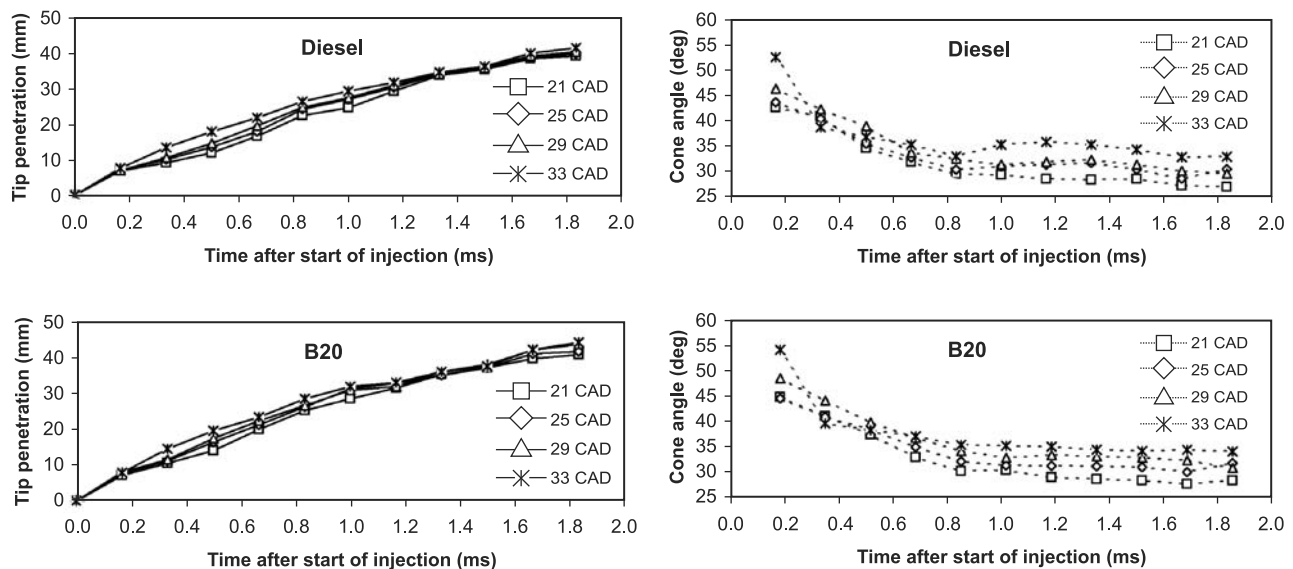 Diesel
Tip penetration (mm)
50
40
30
20
10
0
0.0 0.2 0.4 0.6 0.8 1.0 1.2 1.4 1.6 1.8 2.0
Time after start of injection (ms)
21 CAD
25 CAD
29 CAD
33 CAD
Diesel
Cone angle (deg)
60
55
50
45
40
35
30
25
0.0 0.2 0.4 0.6 0.8 1.0 1.2 1.4 1.6 1.8 2.0
Time after start of injection (ms)
21 CAD
25 CAD
29 CAD
33 CAD
B20
Tip penetration (mm)
50
40
30
20
10
0
0.0 0.2 0.4 0.6 0.8 1.0 1.2 1.4 1.6 1.8 2.0
Time after start of injection (ms)
21 CAD
25 CAD
29 CAD
33 CAD
B20
Cone angle (deg)
60
55
50
45
40
35
30
25
0.0 0.2 0.4 0.6 0.8 1.0 1.2 1.4 1.6 1.8 2.0
Time after start of injection (ms)
21 CAD
25 CAD
29 CAD
33 CAD